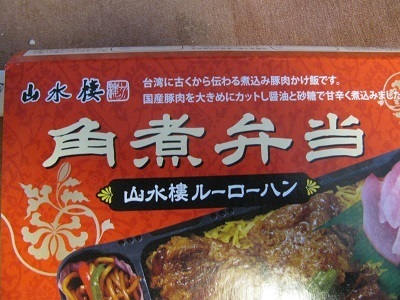 山水楼
台湾に古くから伝わる煮込み豚肉かけ飯です。
国産豚肉を大きめにカットし醤油と砂糖で甘辛く煮込みました
角煮弁当
山水楼ルーローハン